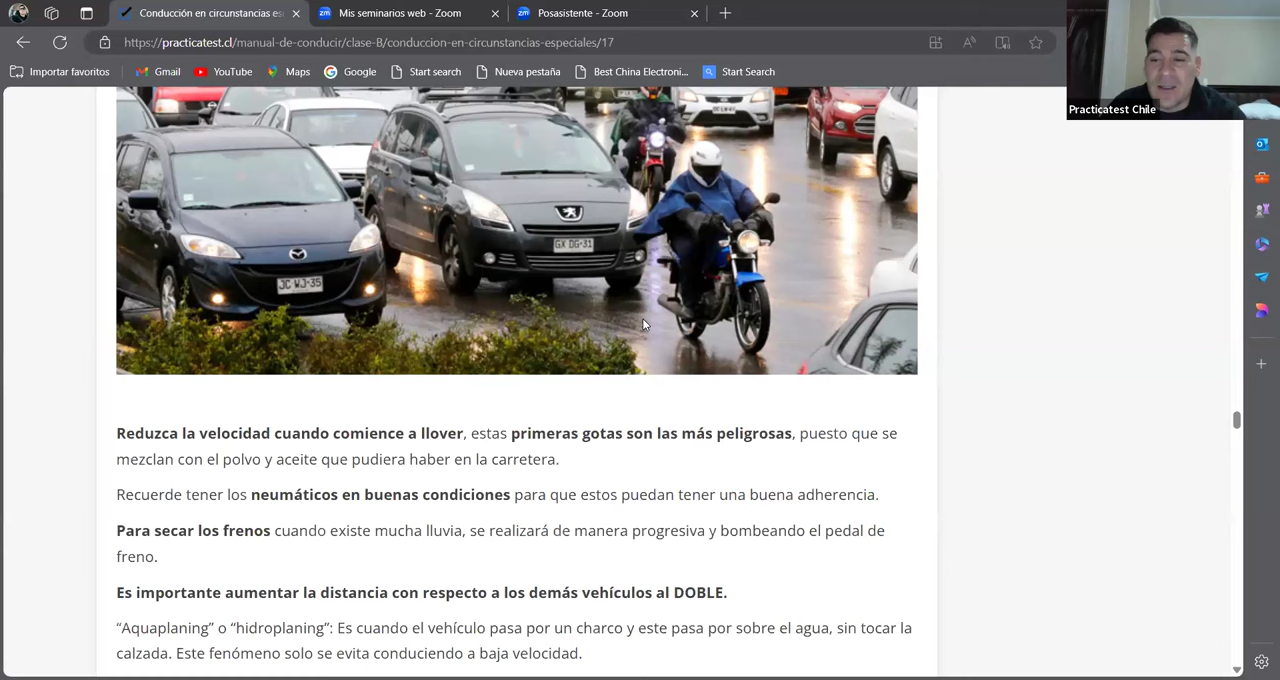 Conducción en circunstancias es
Mis seminarios web - Zoom
Posasistente - Zoom
https://practicatest.cl/manual-de-conducir/clase-B/conduccion-en-circunstancias-especiales/17
Importar favoritos
Gmail
YouTube
Maps
Google
Start search
Nueva pestaña
Best China Electroni...
Start Search
Practicatest Chile
GX DG-31
JC WJ-35
Reduzca la velocidad cuando comience a llover, estas primeras gotas son las más peligrosas, puesto que se
mezclan con el polvo y aceite que pudiera haber en la carretera.
Recuerde tener los neumáticos en buenas condiciones para que estos puedan tener una buena adherencia.
Para secar los frenos cuando existe mucha lluvia, se realizará de manera progresiva y bombeando el pedal de
freno.
Es importante aumentar la distancia con respecto a los demás vehículos al DOBLE.
“Aquaplaning” o “hidroplaning”: Es cuando el vehículo pasa por un charco y este pasa por sobre el agua, sin tocar la
calzada. Este fenómeno solo se evita conduciendo a baja velocidad.